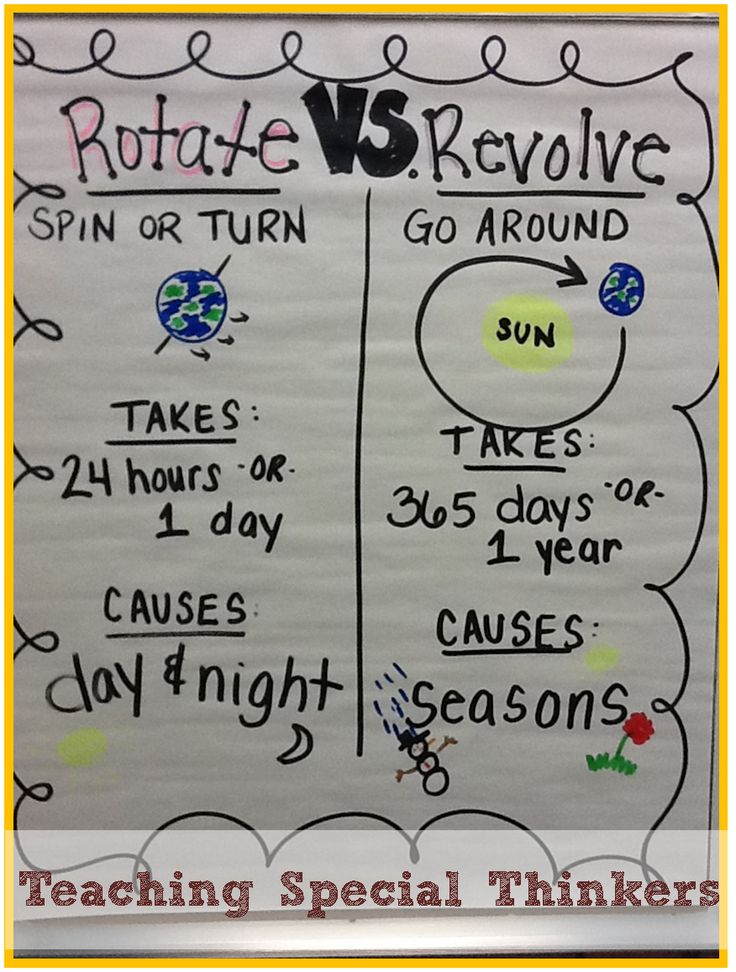 Rotate VS. Revolve
SPIN OR TURN
TAKES:
24 hours -OR-
1 day
CAUSES:
day & night
GO AROUND
SUN
TAKES:
365 days -OR-
1 year
CAUSES:
seasons
Teaching Special Thinkers